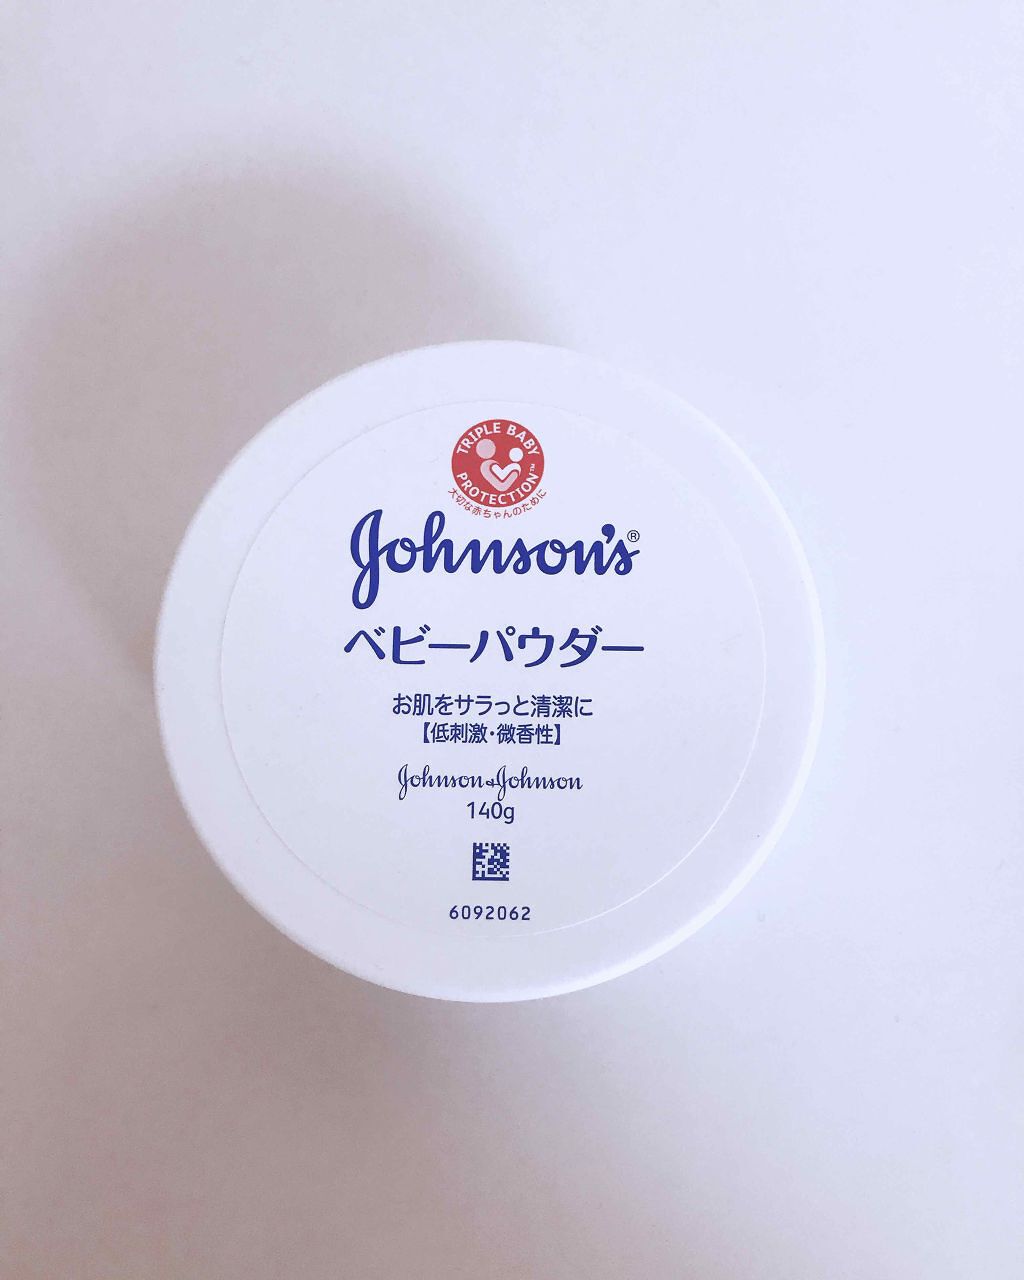 TRIPLE BABY
PROTECTION™
大切な赤ちゃんのために
Johnson's®
ベビーパウダー
お肌をサラっと清潔に
【低刺激・微香性】
Johnson&Johnson
140g
6092062